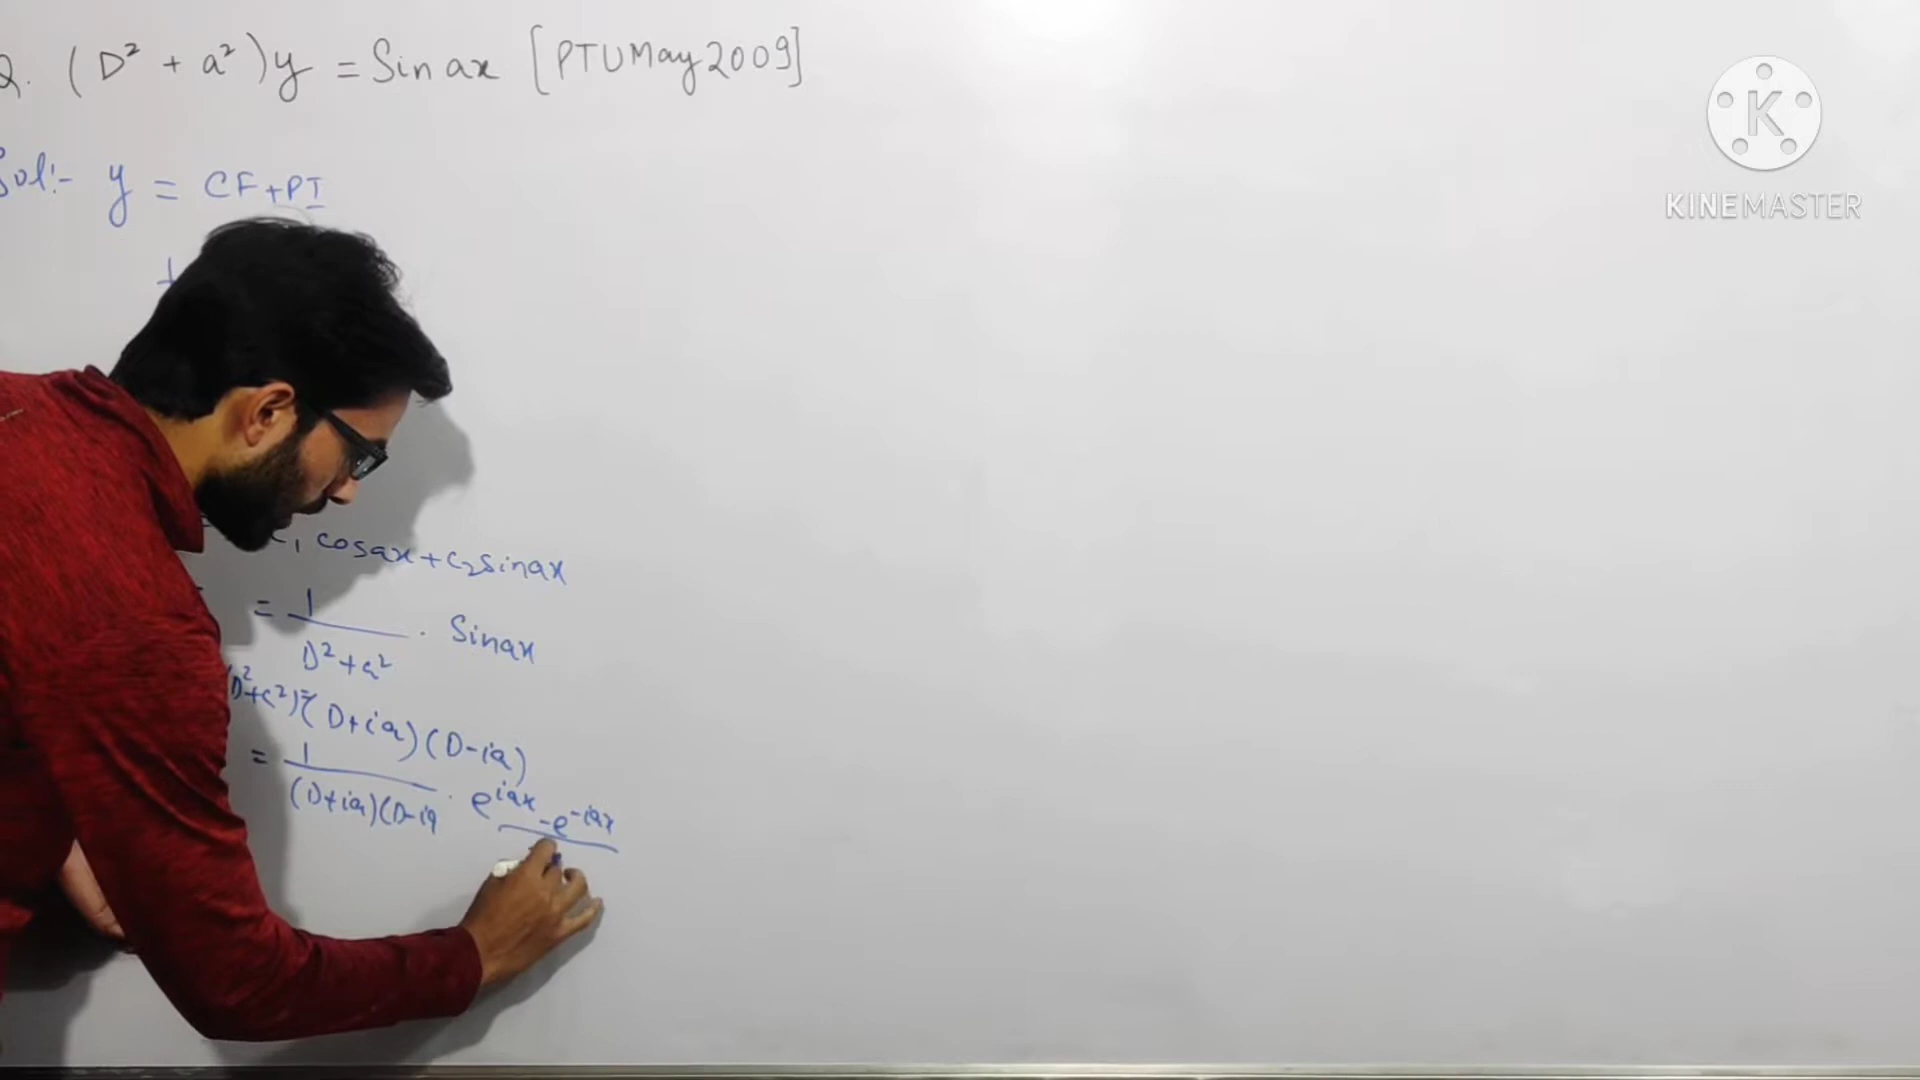 Q. (D² + a²)y = Sin ax [PTU May 2009]
Sol:- y = CF+PI
C₁ cosax + C₂ sinax
= 1/(D²+a²) . Sinax
(D²+a²)=(D+ia)(D-ia)
= 1/(D+ia)(D-ia . e^iax - e^-iax
K
KINEMASTER